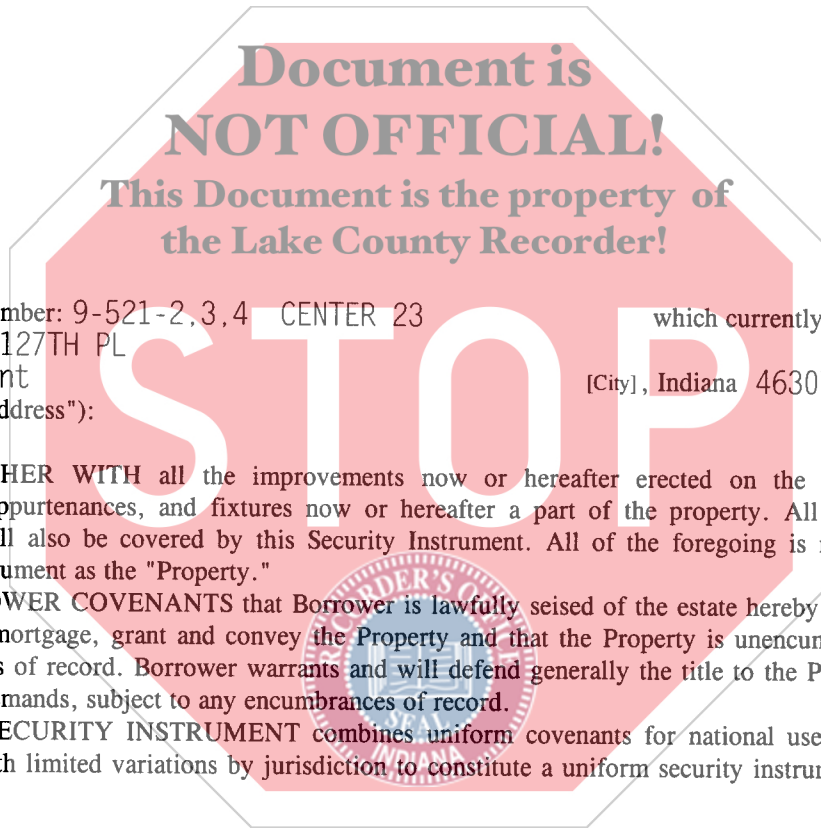 Document is
NOT OFFICIAL!
This Document is the property of
the Lake County Recorder!
mber: 9-521-2,3,4 CENTER 23 which currently
127TH PL
nt [City], Indiana 4630
ddress"):
STOP
HER WITH all the improvements now or hereafter erected on the
ppurtenances, and fixtures now or hereafter a part of the property. All
ll also be covered by this Security Instrument. All of the foregoing is
ument as the "Property."
OWER COVENANTS that Borrower is lawfully seised of the estate hereby
mortgage, grant and convey the Property and that the Property is unencum
s of record. Borrower warrants and will defend generally the title to the P
mands, subject to any encumbrances of record.
ECURITY INSTRUMENT combines uniform covenants for national use
th limited variations by jurisdiction to constitute a uniform security instrum
RECORDER'S OFFICE
SEAL
INDIANA